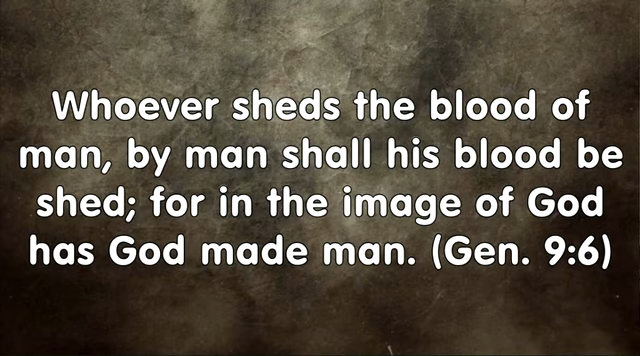 Whoever sheds the blood of
man, by man shall his blood be
shed; for in the image of God
has God made man. (Gen. 9:6)